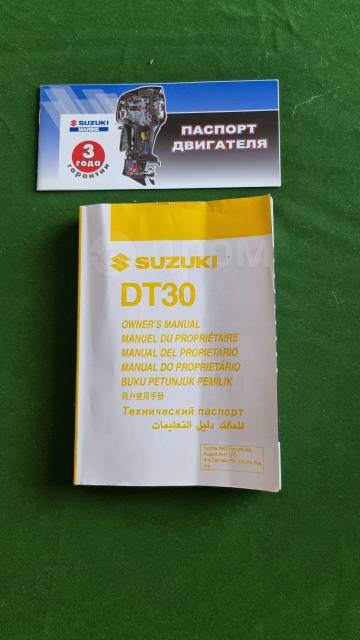 SUZUKI
MARINE
3
года
гарантии
ПАСПОРТ
ДВИГАТЕЛЯ
SUZUKI
DT30
OWNER'S MANUAL
MANUEL DU PROPRIÉTAIRE
MANUAL DEL PROPIETARIO
MANUAL DO PROPRIETÁRIO
BUKU PETUNJUK PEMILIK
用户使用手册
Технический паспорт
للمالك دليل التعليمات